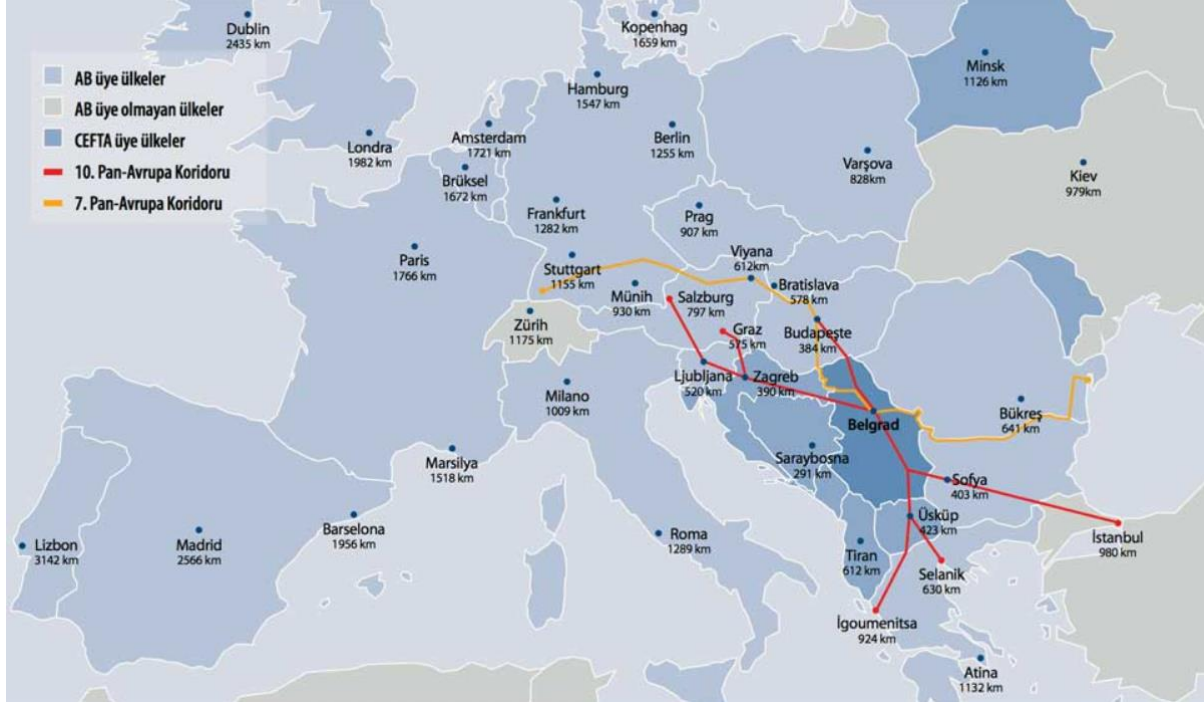 AB üye ülkeler
AB üye olmayan ülkeler
CEFTA üye ülkeler
10. Pan-Avrupa Koridoru
7. Pan-Avrupa Koridoru
Dublin
2435 km
Kopenhag
1659 km
Minsk
1126 km
Hamburg
1547 km
Londra
1982 km
Amsterdam
1721 km
Berlin
1255 km
Varşova
828km
Kiev
979km
Brüksel
1672 km
Frankfurt
1282 km
Prag
907 km
Paris
1766 km
Stuttgart
1155 km
Viyana
612km
Bratislava
578 km
Münih
930 km
Salzburg
797 km
Zürih
1175 km
Graz
575 km
Budapeşte
384 km
Milano
1009 km
Ljubljana
520 km
Zagreb
390 km
Belgrad
Bükreş
641 km
Marsilya
1518 km
Saraybosna
291 km
Sofya
403 km
Lizbon
3142 km
Madrid
2566 km
Barselona
1956 km
Roma
1289 km
Üsküp
423 km
İstanbul
980 km
Tiran
612 km
Selanik
630 km
İgoumenitsa
924 km
Atina
1132 km